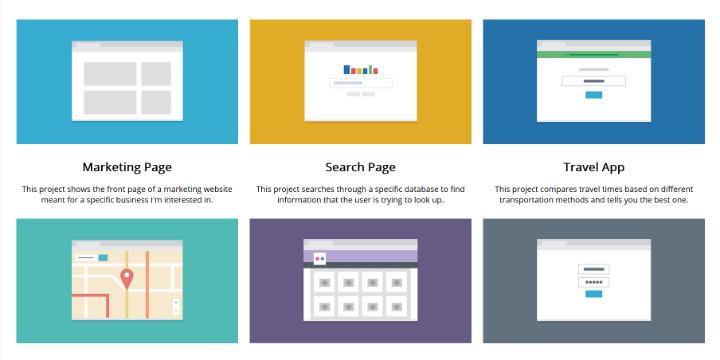 Marketing Page
Search Page
Travel App
This project shows the front page of a marketing website
meant for a specific business I'm interested in.
This project searches through a specific database to find
information that the user is trying to look up.
This project compares travel times based on different
transportation methods and tells you the best one.